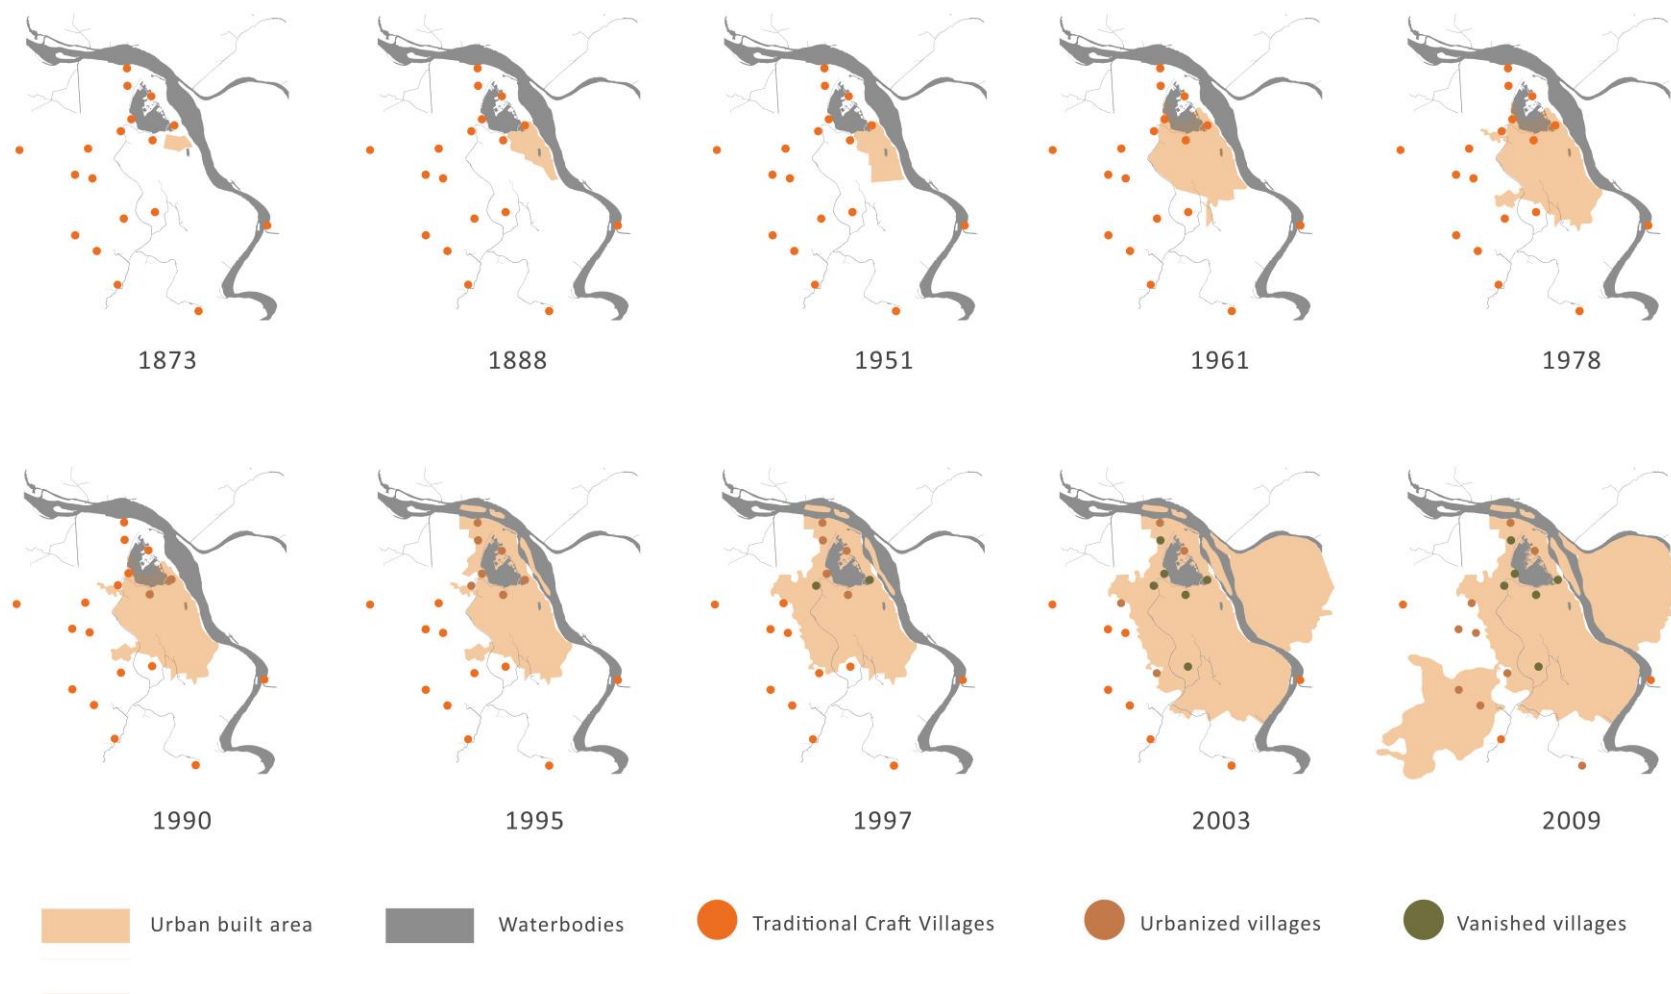 1873
1888
1951
1961
1978
1990
1995
1997
2003
2009
Urban built area
Waterbodies
Traditional Craft Villages
Urbanized villages
Vanished villages